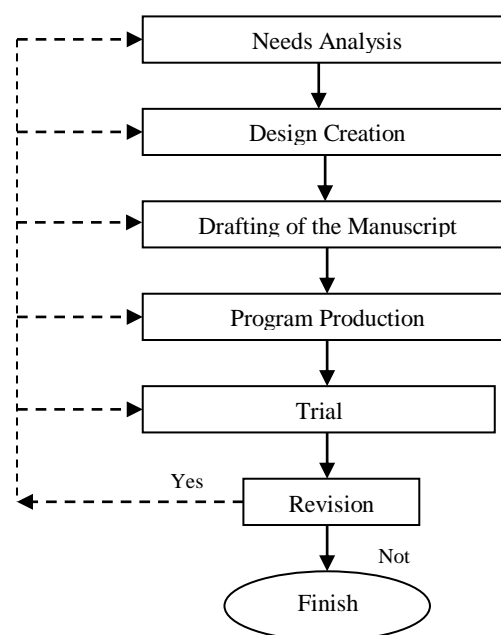 Needs Analysis
Design Creation
Drafting of the Manuscript
Program Production
Trial
Yes
Revision
Not
Finish